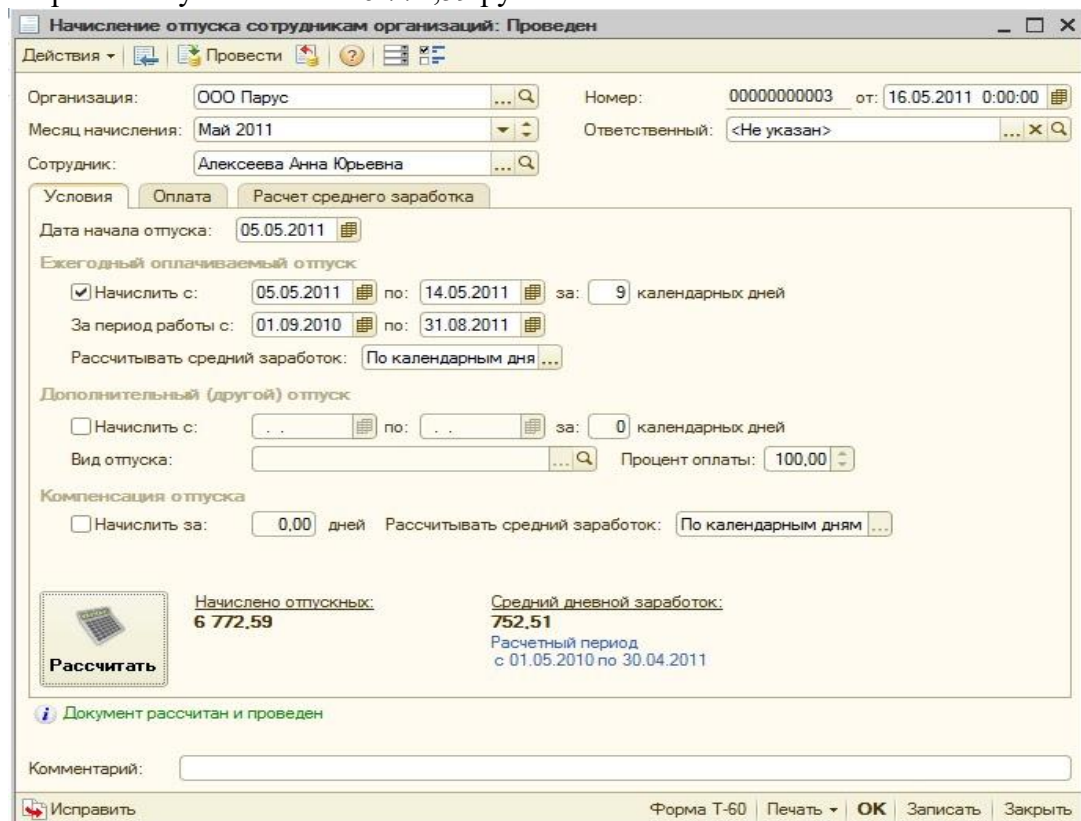 Начисление отпуска сотрудникам организаций: Проведен
Действия Провести
Организация: ООО Парус ... Номер: 00000000003 от: 16.05.2011 0:00:00
Месяц начисления: Май 2011 Ответственный: <Не указан> ...
Сотрудник: Алексеева Анна Юрьевна ...
Условия Оплата Расчет среднего заработка
Дата начала отпуска: 05.05.2011
Ежегодный оплачиваемый отпуск
Начислить с: 05.05.2011 по: 14.05.2011 за: 9 календарных дней
За период работы с: 01.09.2010 по: 31.08.2011
Рассчитывать средний заработок: По календарным дня ...
Дополнительный (другой) отпуск
Начислить с: . . по: . . за: 0 календарных дней
Вид отпуска: ... Процент оплаты: 100,00
Компенсация отпуска
Начислить за: 0,00 дней Рассчитывать средний заработок: По календарным дням ...
Начислено отпускных: Средний дневной заработок:
6 772,59 752,51
Расчетный период
Рассчитать с 01.05.2010 по 30.04.2011
Документ рассчитан и проведен
Комментарий:
Исправить Форма Т-60 Печать OK Записать Закрыть